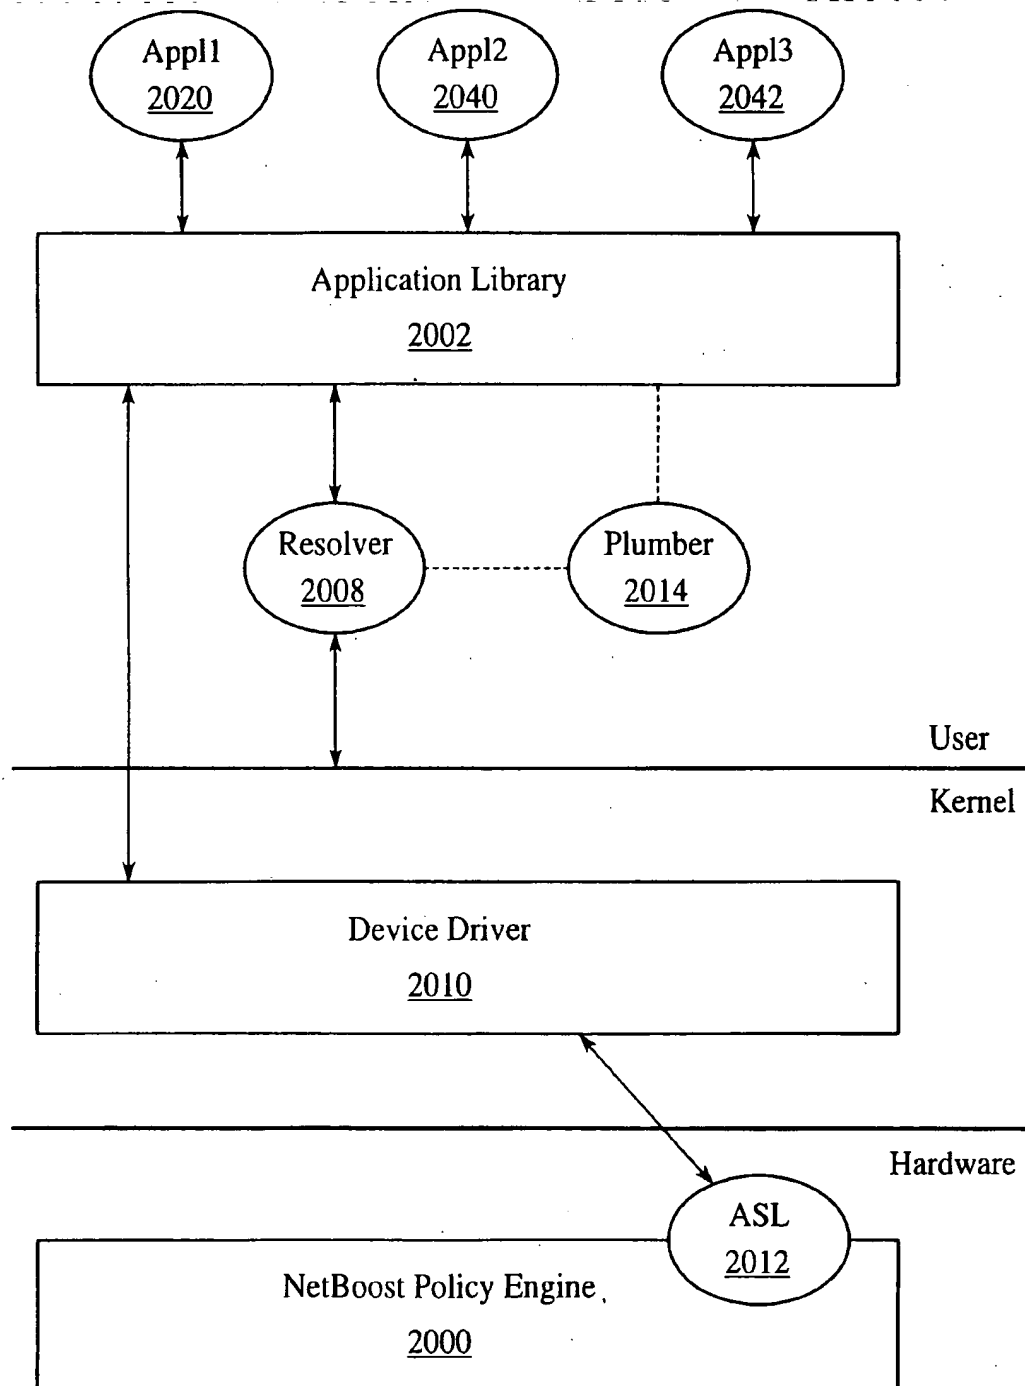 Appl1
2020
Appl2
2040
Appl3
2042
Application Library
2002
Resolver
2008
Plumber
2014
User
Kernel
Device Driver
2010
Hardware
ASL
2012
NetBoost Policy Engine
2000